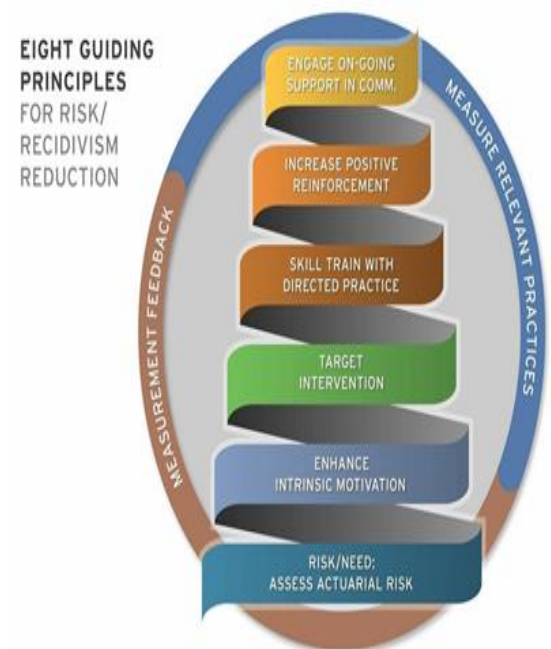 EIGHT GUIDING
PRINCIPLES
FOR RISK/
RECIDIVISM
REDUCTION
ENGAGE ON-GOING
SUPPORT IN COMM.
INCREASE POSITIVE
REINFORCEMENT
SKILL TRAIN WITH
DIRECTED PRACTICE
TARGET
INTERVENTION
ENHANCE
INTRINSIC MOTIVATION
RISK/NEED:
ASSESS ACTUARIAL RISK
MEASURE RELEVANT PRACTICES
MEASUREMENT FEEDBACK